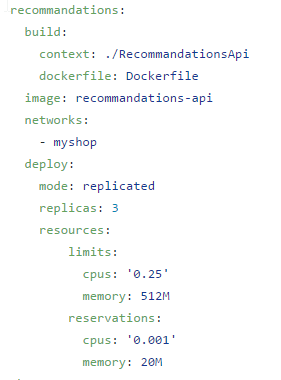 recommandations:
  build:
    context: ./RecommandationsApi
    dockerfile: Dockerfile
  image: recommandations-api
  networks:
    - myshop
  deploy:
    mode: replicated
    replicas: 3
    resources:
        limits:
          cpus: '0.25'
          memory: 512M
        reservations:
          cpus: '0.001'
          memory: 20M